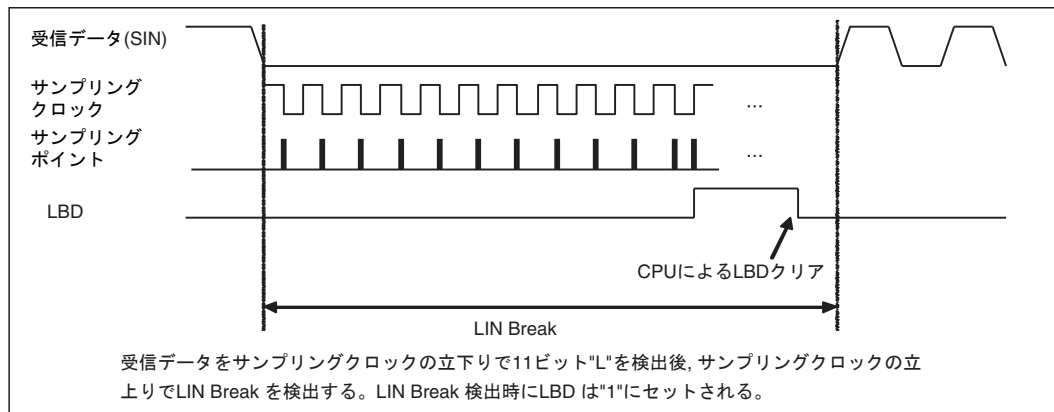 受信データ(SIN)
サンプリング
クロック
...
サンプリング
ポイント
...
LBD
CPUによるLBDクリア
LIN Break
受信データをサンプリングクロックの立下りで11ビット"L"を検出後, サンプリングクロックの立
上りでLIN Break を検出する。LIN Break 検出時にLBD は"1"にセットされる。